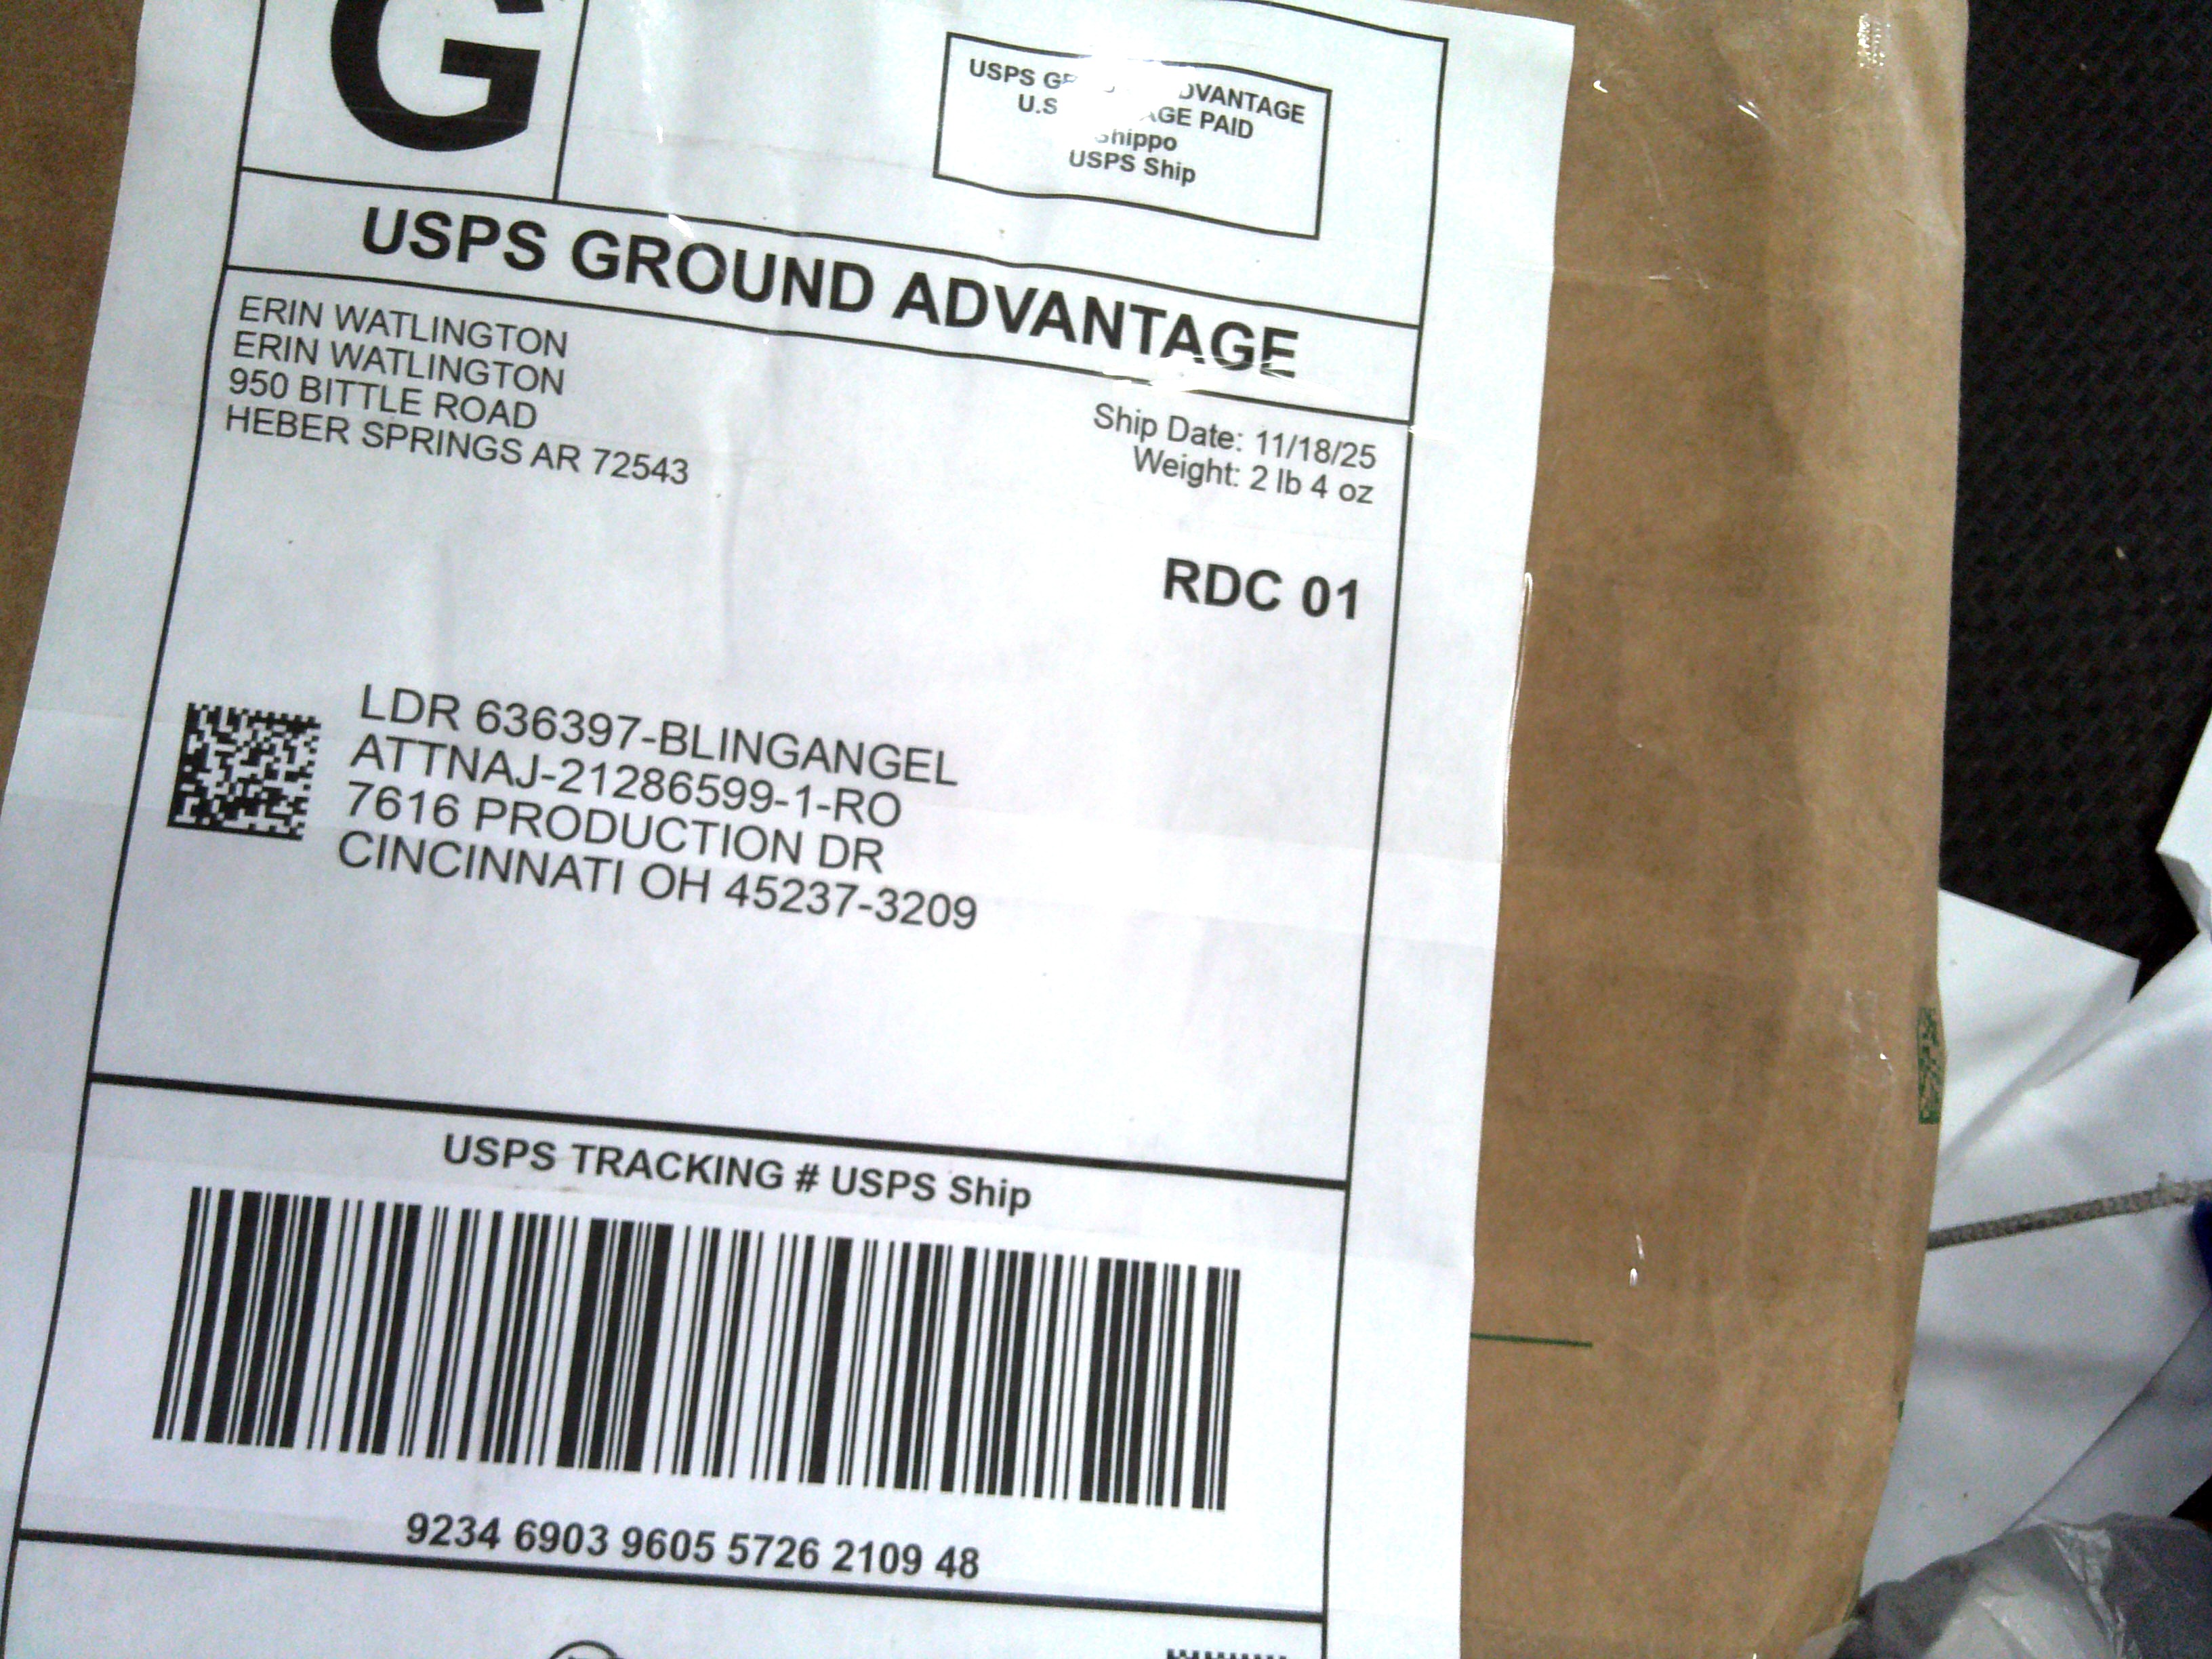 G
USPS ADVANTAGE
U.S PAID
Shippo
USPS Ship
USPS GROUND ADVANTAGE
ERIN WATLINGTON
ERIN WATLINGTON
950 BITTLE ROAD
HEBER SPRINGS AR 72543
Ship Date: 11/18/25
Weight: 2 lb 4 oz
RDC 01
LDR 636397-BLINGANGEL
ATTNAJ-21286599-1-RO
7616 PRODUCTION DR
CINCINNATI OH 45237-3209
USPS TRACKING # USPS Ship
9234 6903 9605 5726 2109 48